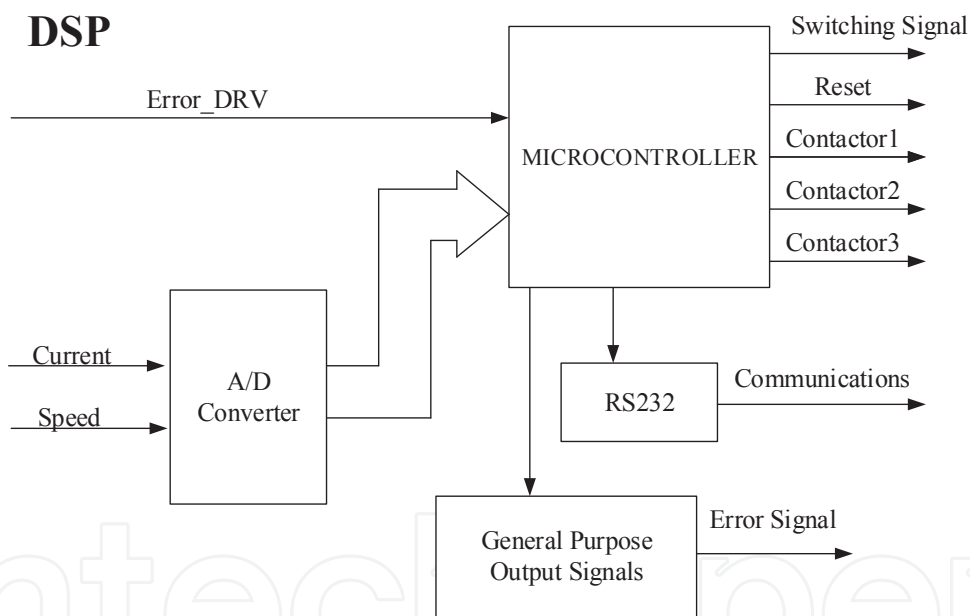 DSP
Switching Signal
Error_DRV
Reset
MICROCONTROLLER
Contactor1
Contactor2
Contactor3
Current
Speed
A/D
Converter
RS232
Communications
General Purpose
Output Signals
Error Signal